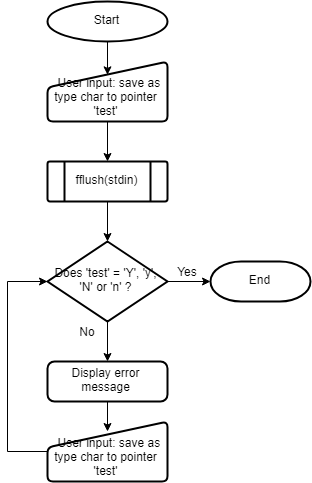 Start
User input: save as
type char to pointer
'test'
fflush(stdin)
Does 'test' = 'Y', 'y',
'N' or 'n' ?
Yes
End
No
Display error
message
User input: save as
type char to pointer
'test'